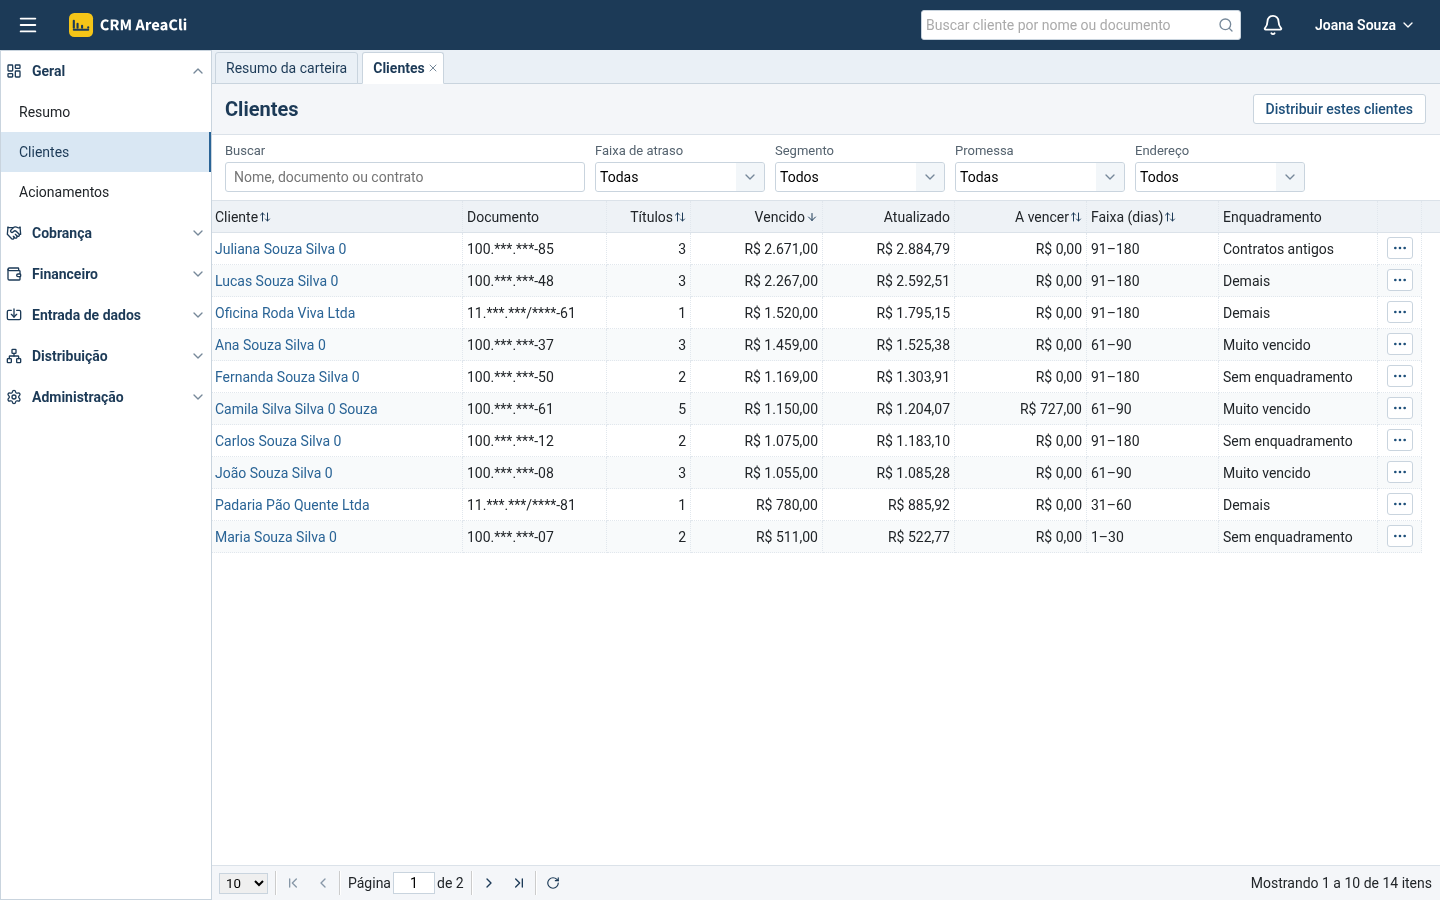 CRM AreaCli
Buscar cliente por nome ou documento
Joana Souza
Geral
Resumo
Clientes
Acionamentos
Cobrança
Financeiro
Entrada de dados
Distribuição
Administração
Resumo da carteira
Clientes
Clientes
Distribuir estes clientes
Buscar Faixa de atraso Segmento Promessa Endereço
Nome, documento ou contrato Todas Todos Todas Todos
Cliente Documento Títulos Vencido Atualizado A vencer Faixa (dias) Enquadramento
Juliana Souza Silva 0 100.***.***-85 3 R$ 2.671,00 R$ 2.884,79 R$ 0,00 91–180 Contratos antigos
Lucas Souza Silva 0 100.***.***-48 3 R$ 2.267,00 R$ 2.592,51 R$ 0,00 91–180 Demais
Oficina Roda Viva Ltda 11.***.***/****-61 1 R$ 1.520,00 R$ 1.795,15 R$ 0,00 91–180 Demais
Ana Souza Silva 0 100.***.***-37 3 R$ 1.459,00 R$ 1.525,38 R$ 0,00 61–90 Muito vencido
Fernanda Souza Silva 0 100.***.***-50 2 R$ 1.169,00 R$ 1.303,91 R$ 0,00 91–180 Sem enquadramento
Camila Silva Silva 0 Souza 100.***.***-61 5 R$ 1.150,00 R$ 1.204,07 R$ 727,00 61–90 Muito vencido
Carlos Souza Silva 0 100.***.***-12 2 R$ 1.075,00 R$ 1.183,10 R$ 0,00 91–180 Sem enquadramento
João Souza Silva 0 100.***.***-08 3 R$ 1.055,00 R$ 1.085,28 R$ 0,00 61–90 Muito vencido
Padaria Pão Quente Ltda 11.***.***/****-81 1 R$ 780,00 R$ 885,92 R$ 0,00 31–60 Demais
Maria Souza Silva 0 100.***.***-07 2 R$ 511,00 R$ 522,77 R$ 0,00 1–30 Sem enquadramento
10 Página 1 de 2 Mostrando 1 a 10 de 14 itens